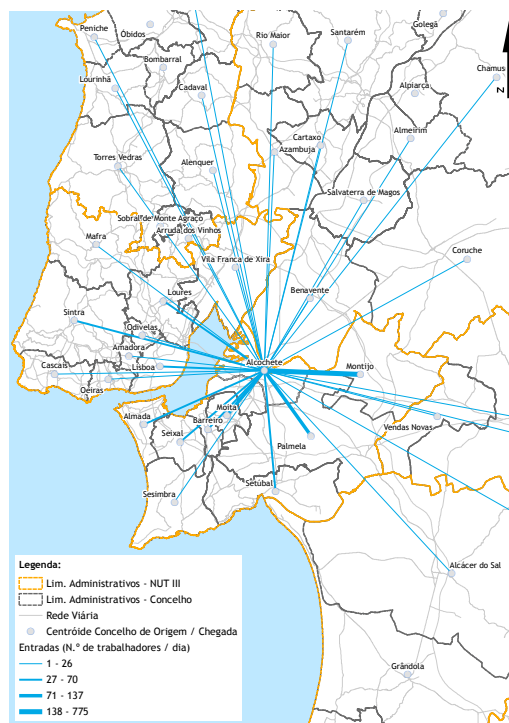 Peniche
Óbidos
Rio Maior
Santarém
Golegã
Bombarral
Lourinhã
Cadaval
Chamus
Alpiarça
N
Cartaxo
Almeirim
Azambuja
Torres Vedras
Alenquer
Salvaterra de Magos
Sobral de Monte Agraço
Arruda dos Vinhos
Mafra
Coruche
Vila Franca de Xira
Loures
Benavente
Sintra
Odivelas
Amadora
Alcochete
Cascais
Lisboa
Montijo
Oeiras
Moita
Almada
Barreiro
Vendas Novas
Seixal
Palmela
Setúbal
Sesimbra
Alcácer do Sal
Grândola
Legenda:
Lim. Administrativos - NUT III
Lim. Administrativos - Concelho
Rede Viária
Centróide Concelho de Origem / Chegada
Entradas (N.º de trabalhadores / dia)
1 - 26
27 - 70
71 - 137
138 - 775